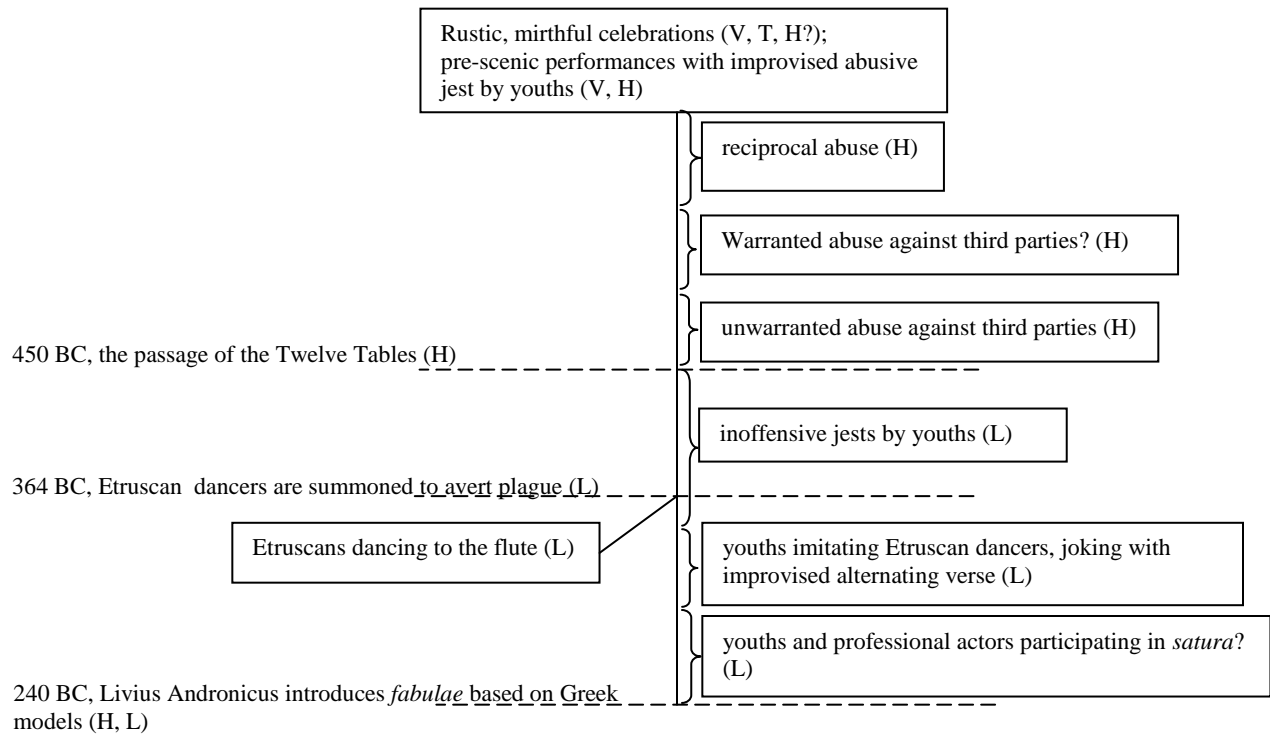 Rustic, mirthful celebrations (V, T, H?);
pre-scenic performances with improvised abusive
jest by youths (V, H)
reciprocal abuse (H)
Warranted abuse against third parties? (H)
unwarranted abuse against third parties (H)
450 BC, the passage of the Twelve Tables (H)
inoffensive jests by youths (L)
364 BC, Etruscan dancers are summoned to avert plague (L)
Etruscans dancing to the flute (L)
youths imitating Etruscan dancers, joking with
improvised alternating verse (L)
youths and professional actors participating in satura?
(L)
240 BC, Livius Andronicus introduces fabulae based on Greek
models (H, L)